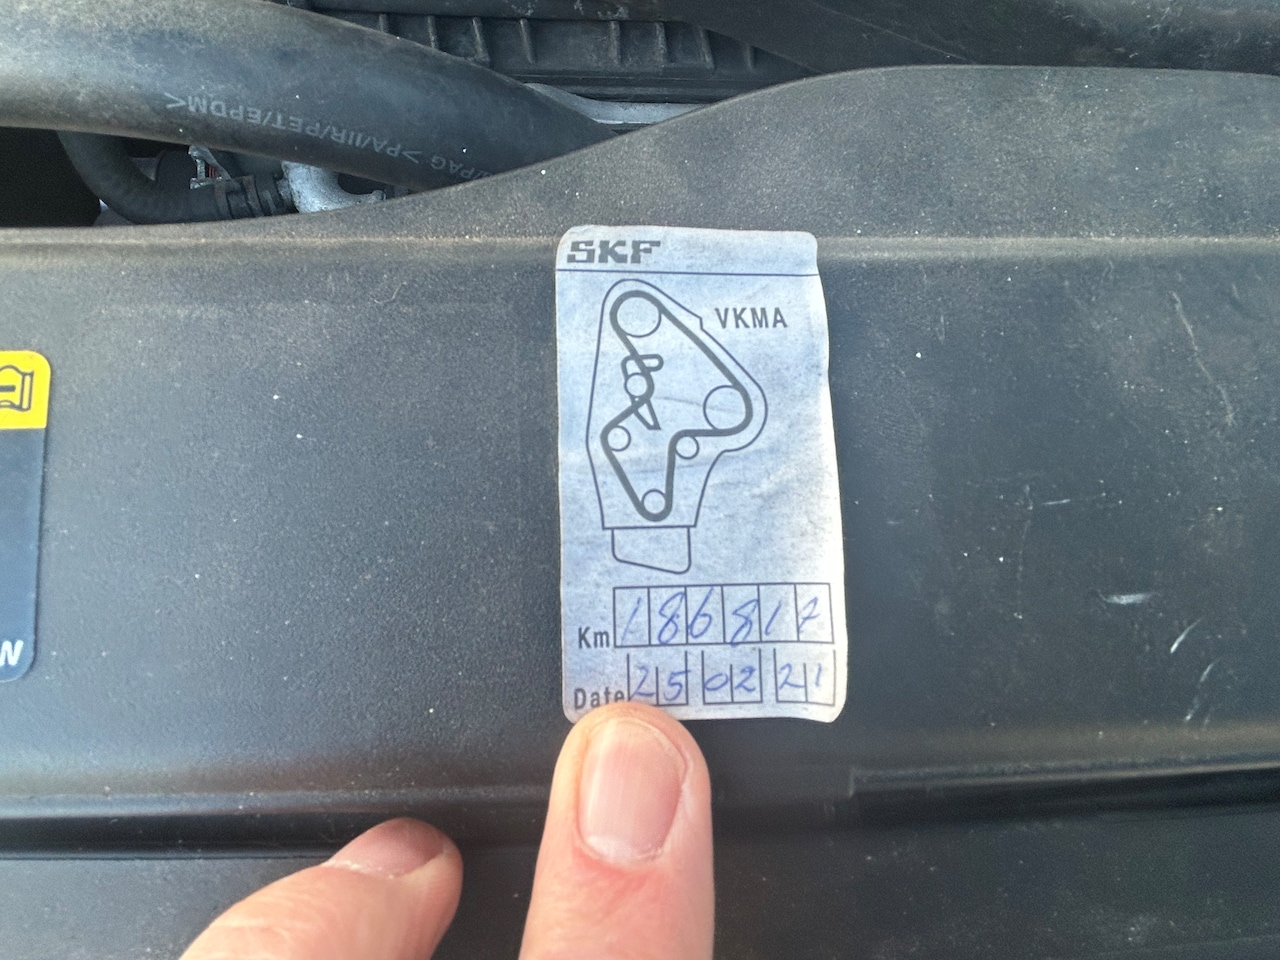 /PAG >PA/IIR/PET/EPDM<
SKF
VKMA
Km 186817
Date 25 02 21